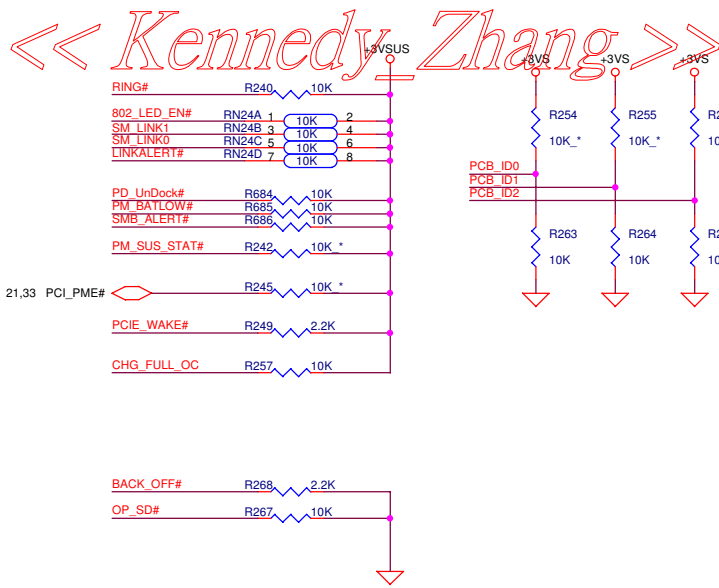 << Kennedy_Zhang >>
+3VSUS +3VS +3VS +3VS
RING# R240 10K
802_LED_EN# RN24A 1 10K 2
SM_LINK1 RN24B 3 10K 4
SM_LINK0 RN24C 5 10K 6
LINKALERT# RN24D 7 10K 8
R254 R255
10K_* 10K_*
PCB_ID0
PCB_ID1
PCB_ID2
PD_UnDock# R684 10K
PM_BATLOW# R685 10K
SMB_ALERT# R686 10K
R263 R264
10K 10K
PM_SUS_STAT# R242 10K_*
21,33 PCI_PME# R245 10K_*
PCIE_WAKE# R249 2.2K
CHG_FULL_OC R257 10K
BACK_OFF# R268 2.2K
OP_SD# R267 10K